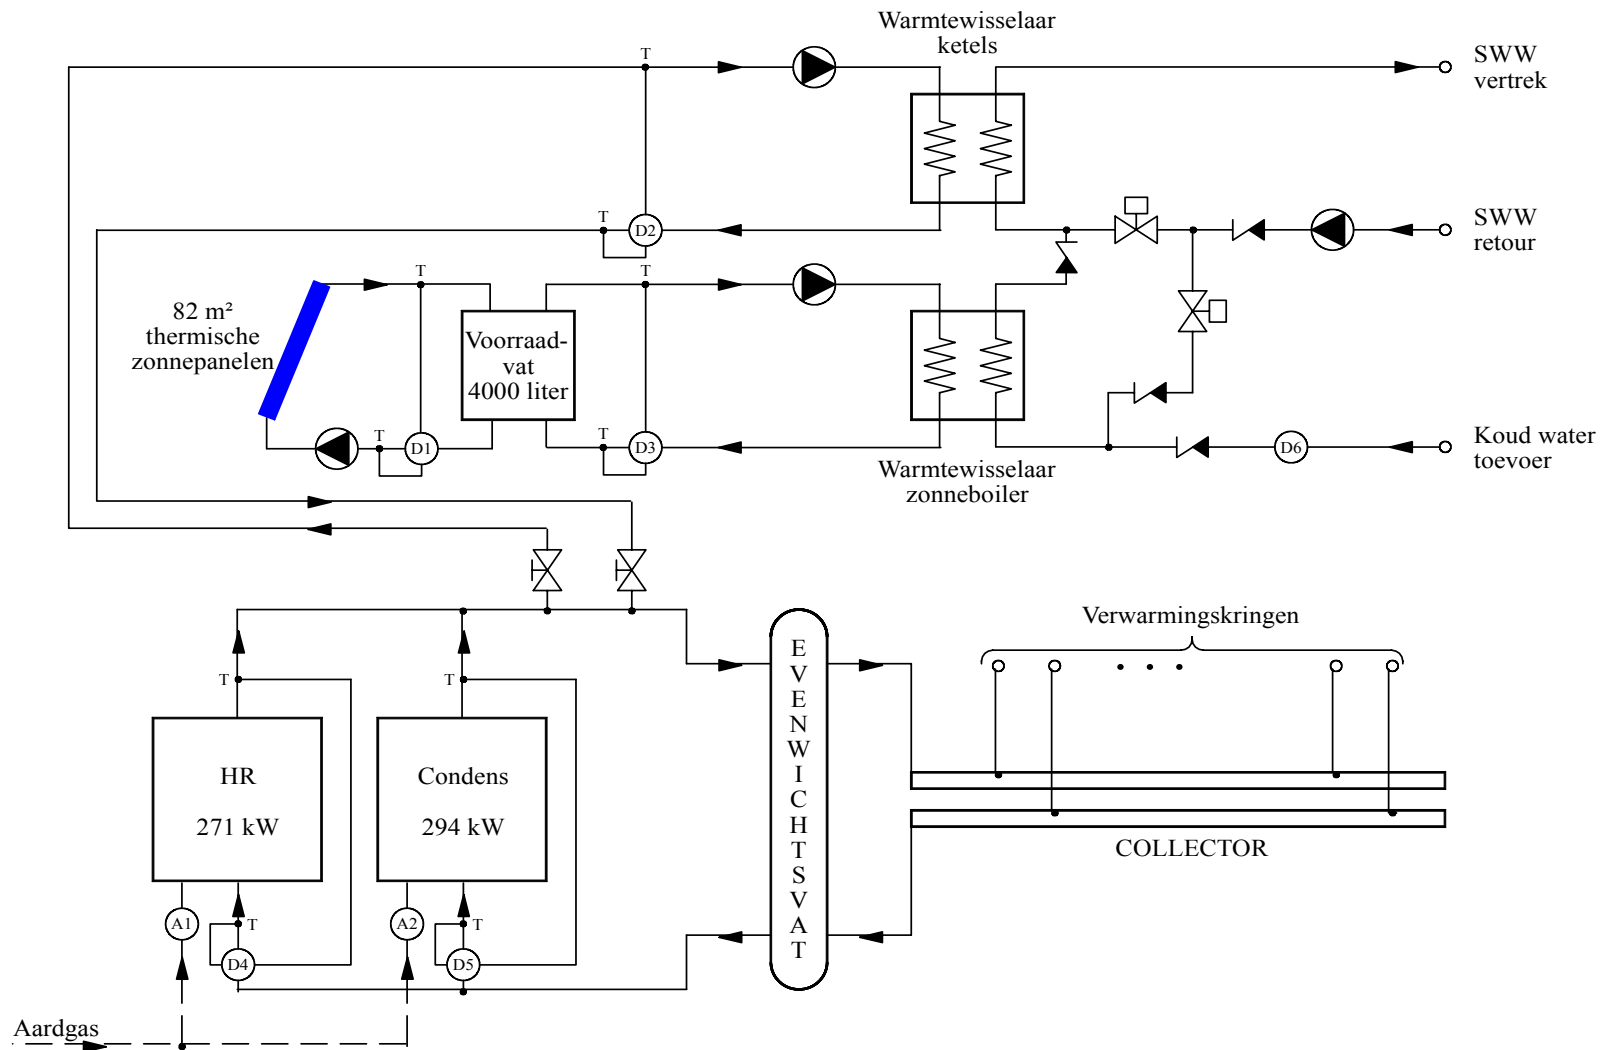 Warmtewisselaar
ketels
T
SWW
vertrek
T
D2
SWW
retour
T
T
82 m²
thermische
zonnepanelen
Voorraad-
vat
4000 liter
T
D1
T
D3
D6
Koud water
toevoer
Warmtewisselaar
zonneboiler
Verwarmingskringen
EVENWICHTSVAT
T
T
HR
271 kW
Condens
294 kW
COLLECTOR
A1
T
A2
T
D4
D5
Aardgas